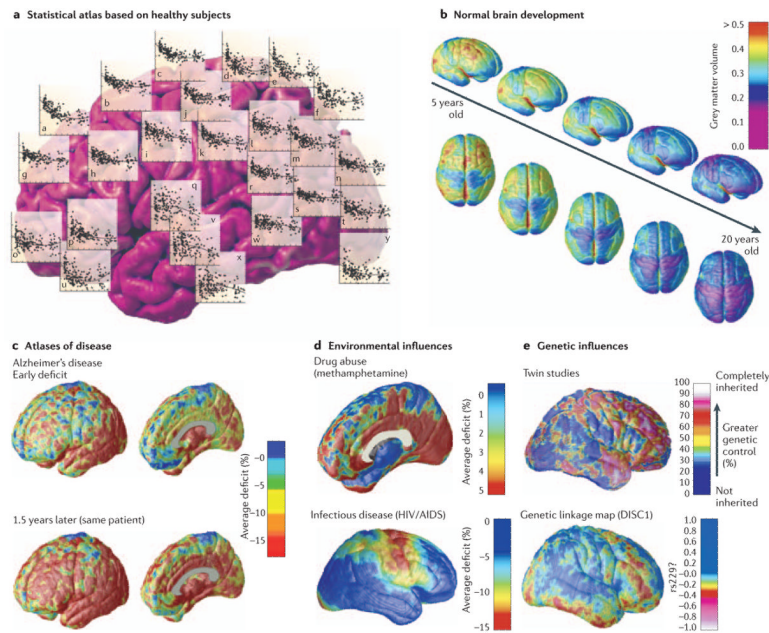 a Statistical atlas based on healthy subjects
a
b
c
d
e
f
g
h
i
j
k
l
m
n
o
p
q
r
s
t
u
v
w
x
y
b Normal brain development
5 years
old
20 years
old
Grey matter volume
> 0.5
0.4
0.3
0.2
0.1
0.0
c Atlases of disease
Alzheimer's disease
Early deficit
1.5 years later (same patient)
Average deficit (%)
–0
–5
–10
–15
d Environmental influences
Drug abuse
(methamphetamine)
Average deficit (%)
0
1
2
3
4
5
Infectious disease (HIV/AIDS)
Average deficit (%)
0
–5
–10
–15
e Genetic influences
Twin studies
100
90
80
70
60
50
40
30
20
10
0
Completely
inherited
Greater
genetic
control
(%)
Not
inherited
Genetic linkage map (DISC1)
rs229?
1.0
0.8
0.6
0.4
0.2
–0.0
–0.2
–0.4
–0.6
–0.8
–1.0